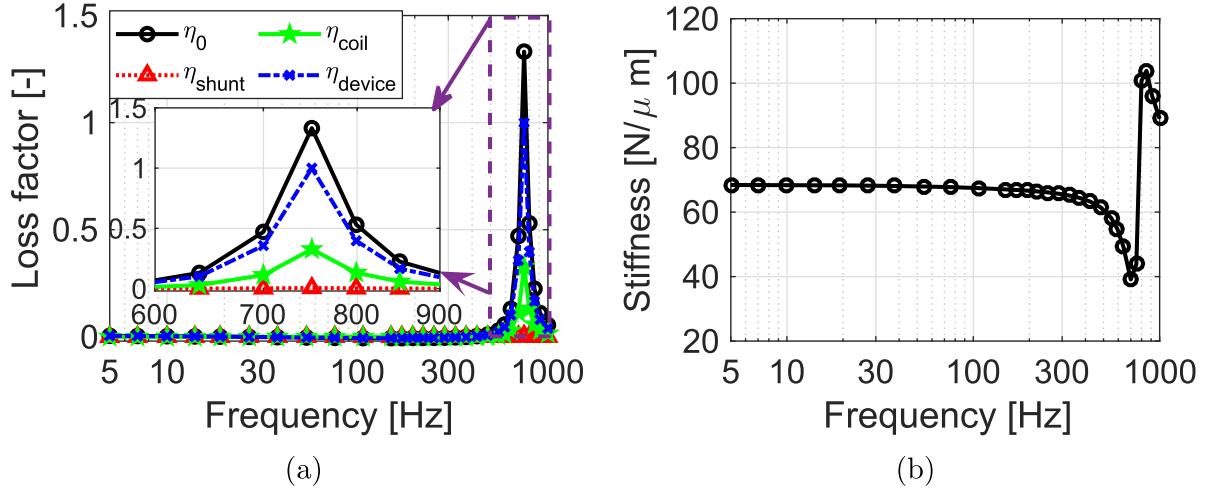 1.5
1
0.5
0
Loss factor [-]
η0
ηcoil
ηshunt
ηdevice
1.5
1
0.5
0
600 700 800 900
5 10 30 100 300 1000
Frequency [Hz]
(a)
120
100
80
60
40
20
Stiffness [N/μ m]
5 10 30 100 300 1000
Frequency [Hz]
(b)